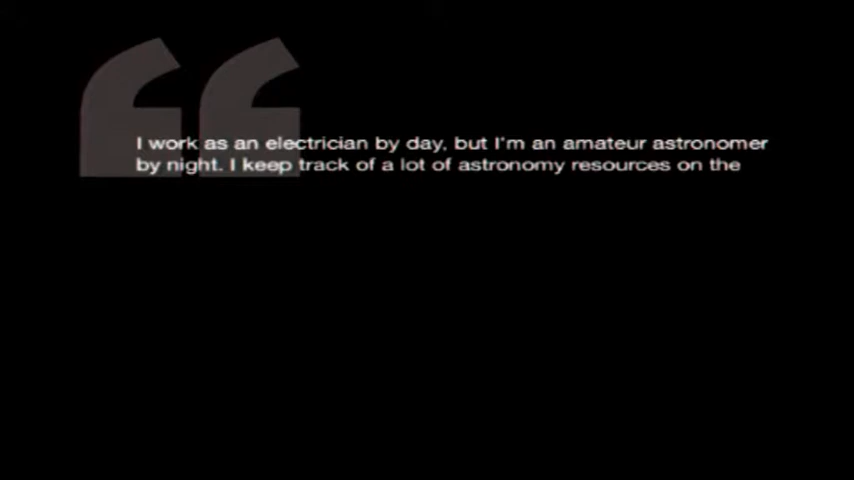 I work as an electrician by day, but I'm an amateur astronomer
by night. I keep track of a lot of astronomy resources on the